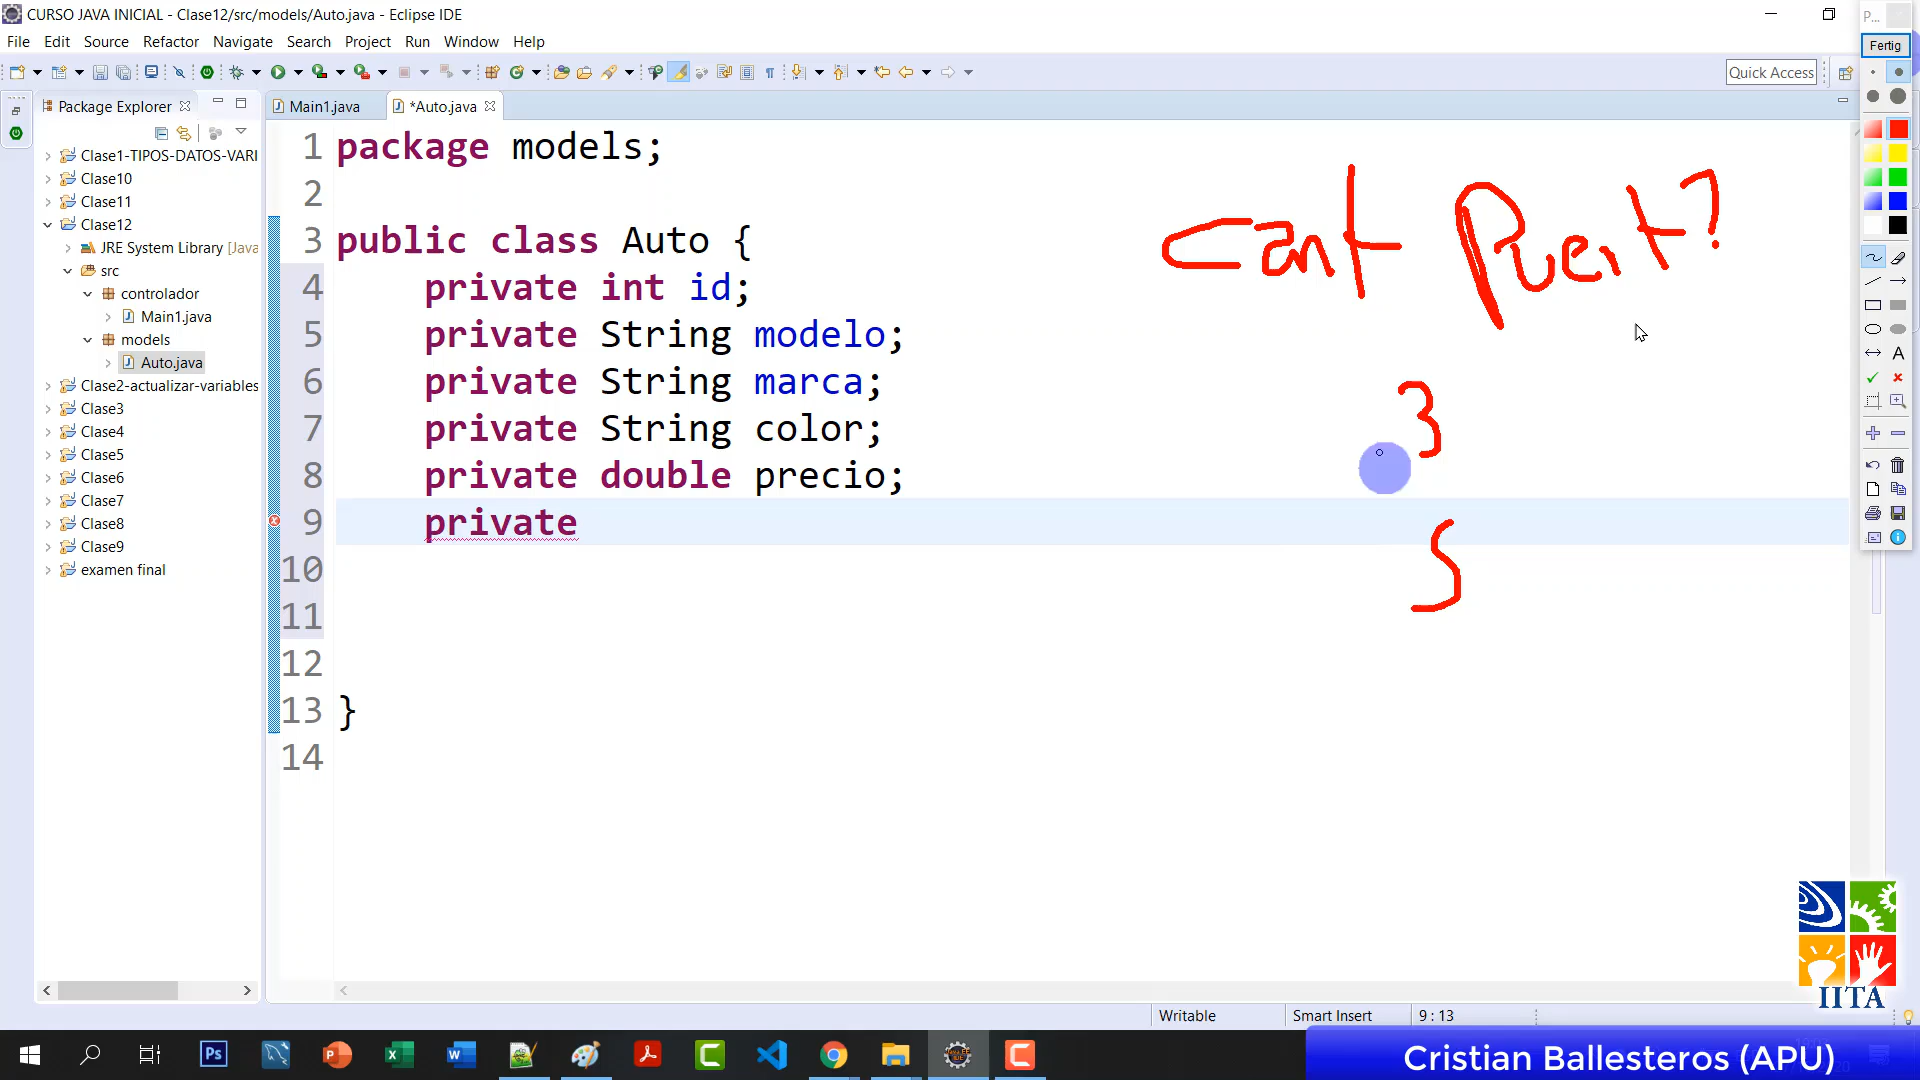 CURSO JAVA INICIAL - Clase12/src/models/Auto.java - Eclipse IDE
P...
File Edit Source Refactor Navigate Search Project Run Window Help
Fertig
Quick Access
Package Explorer
Main1.java
*Auto.java
Clase1-TIPOS-DATOS-VARI
Clase10
Clase11
Clase12
JRE System Library [Java
src
controlador
Main1.java
models
Auto.java
Clase2-actualizar-variables
Clase3
Clase4
Clase5
Clase6
Clase7
Clase8
Clase9
examen final
1 package models;
2
3 public class Auto {
4 private int id;
5 private String modelo;
6 private String marca;
7 private String color;
8 private double precio;
9 private
10
11
12
13 }
14
cant Puert?
3
5
IITA
Writable
Smart Insert
9 : 13
Cristian Ballesteros (APU)